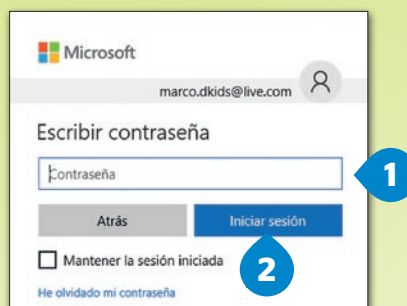 Microsoft
marco.dkids@live.com
Escribir contraseña
Contraseña
1
Atrás
Iniciar sesión
Mantener la sesión iniciada
2
He olvidado mi contraseña